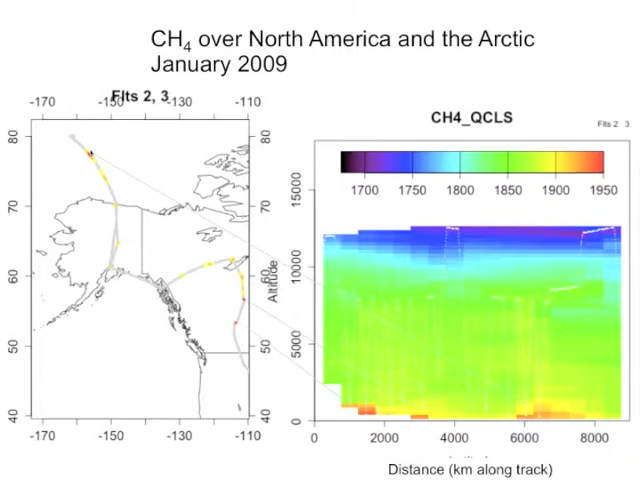 CH4 over North America and the Arctic
January 2009
Flts 2, 3
-170 -150 -130 -110
80
70
60
50
40
80
70
60
50
40
-170 -150 -130 -110
CH4_QCLS
Flts 2 3
1700 1750 1800 1850 1900 1950
Altitude
15000
10000
5000
0
0 2000 4000 6000 8000
Distance (km along track)